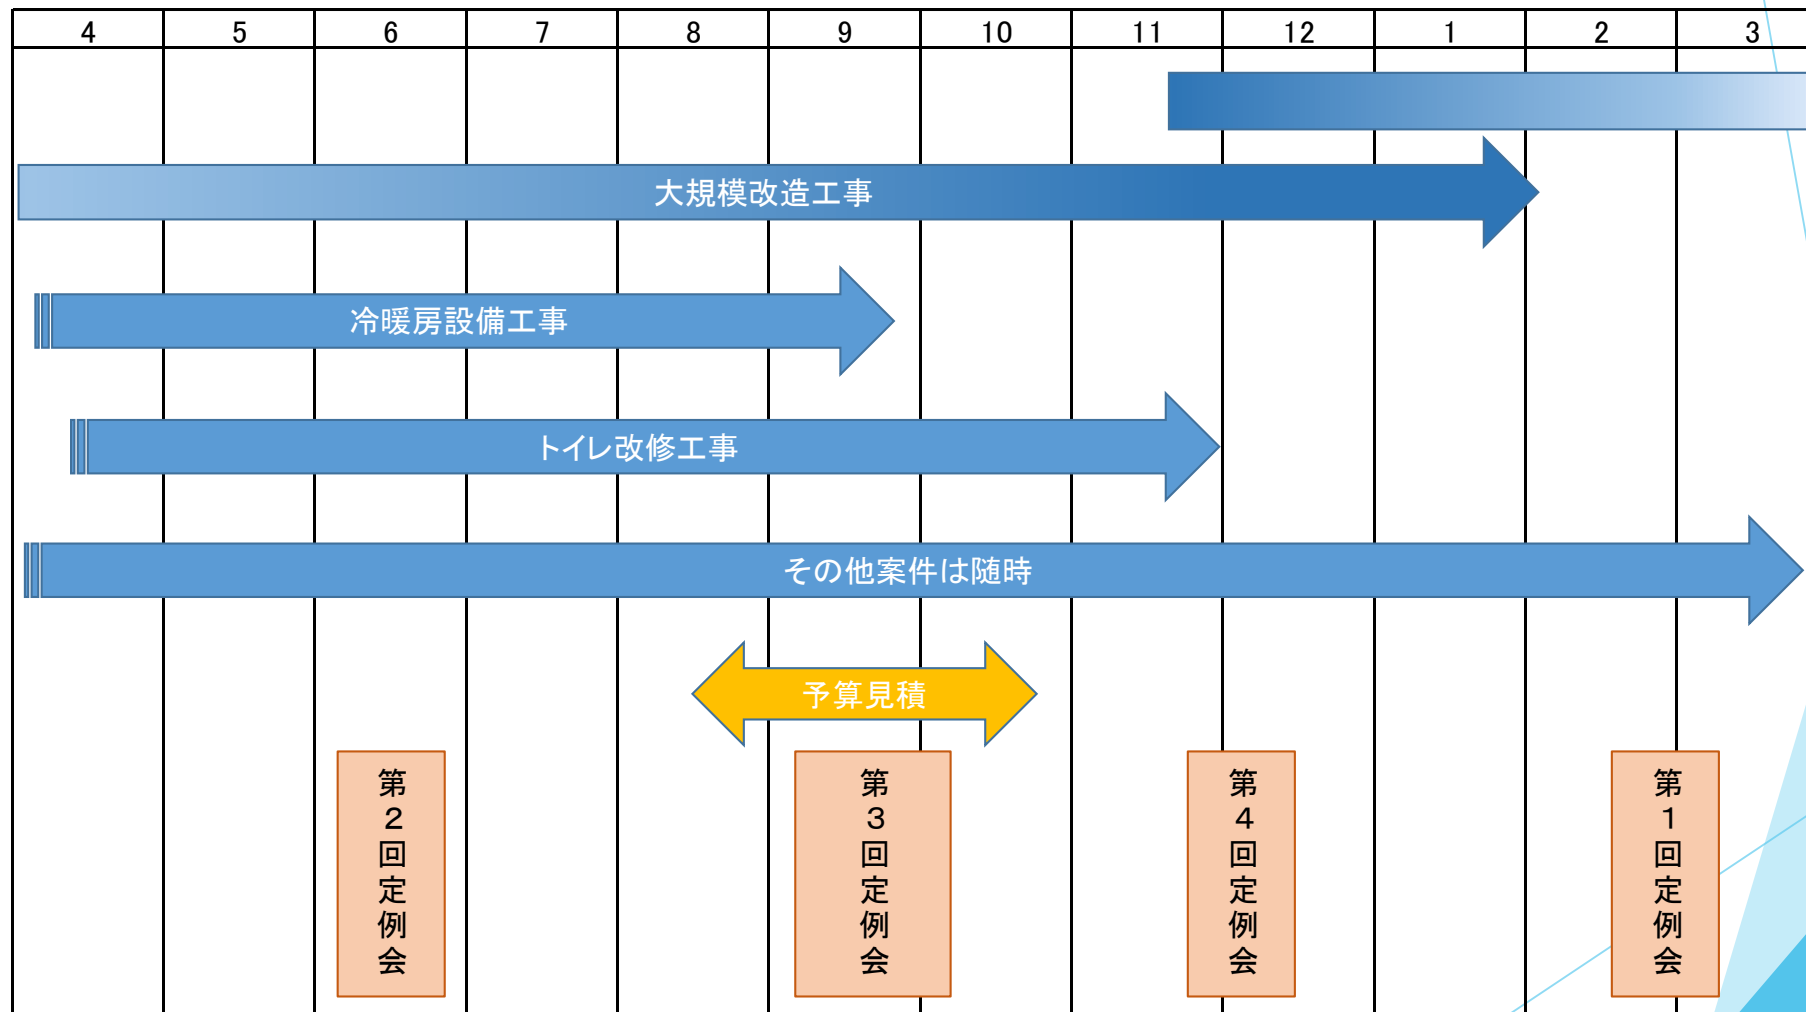 4 5 6 7 8 9 10 11 12 1 2 3
大規模改造工事
冷暖房設備工事
トイレ改修工事
その他案件は随時
予算見積
第2回定例会
第3回定例会
第4回定例会
第1回定例会